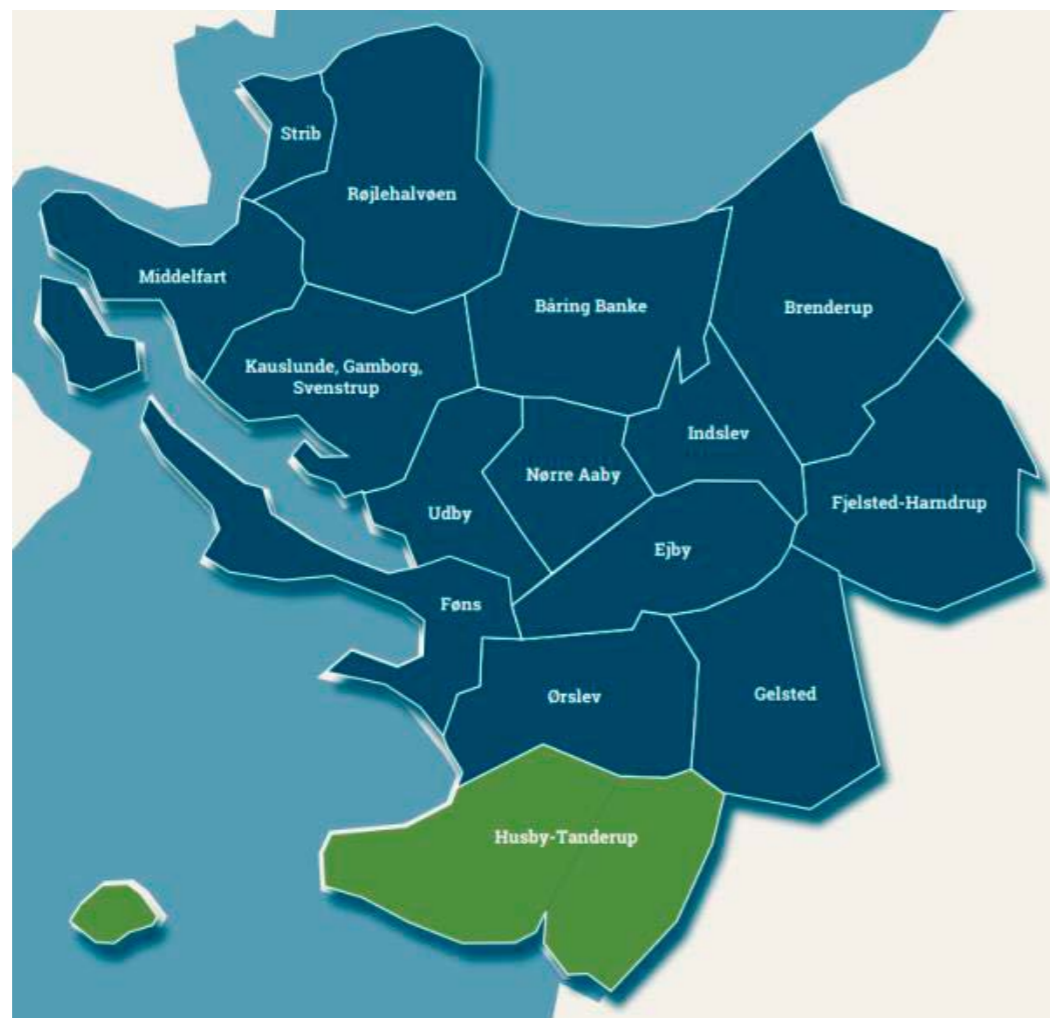 Strib
Røjlehalvøen
Middelfart
Båring Banke
Brenderup
Kauslunde, Gamborg,
Svenstrup
Indslev
Nørre Aaby
Fjelsted-Harndrup
Udby
Ejby
Føns
Ørslev
Gelsted
Husby-Tanderup